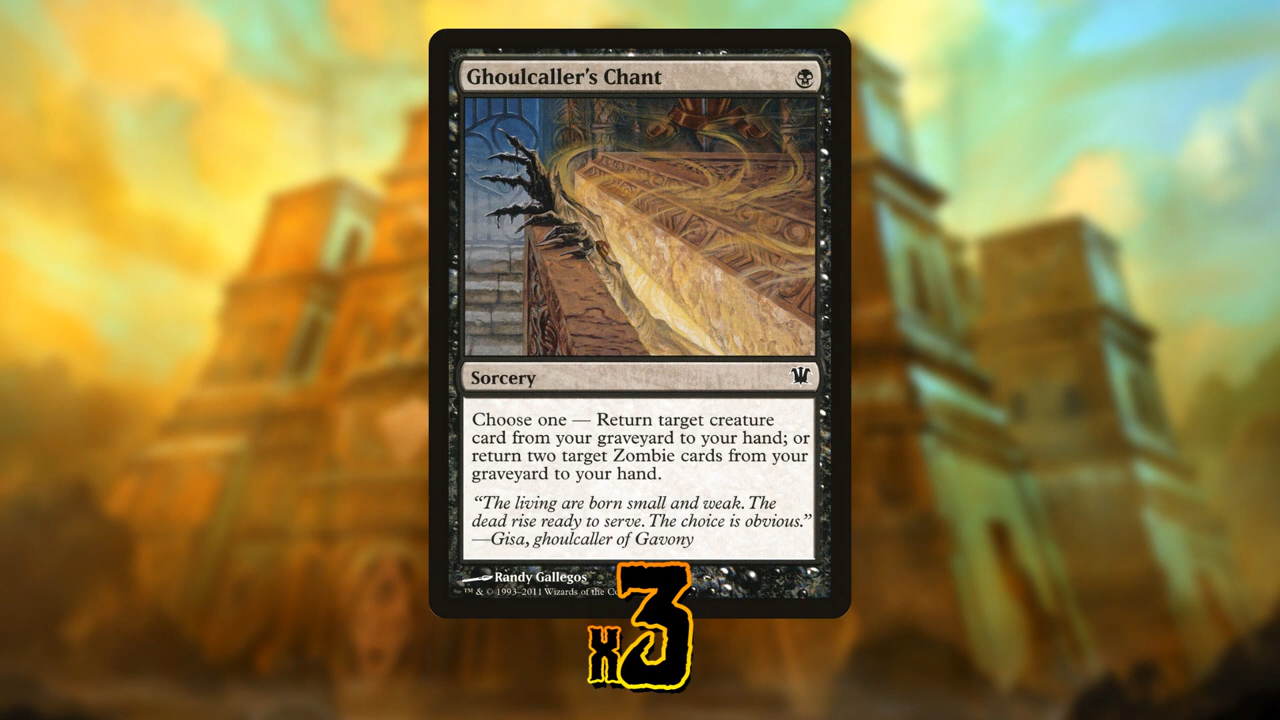 Ghoulcaller's Chant
Sorcery
Choose one — Return target creature
card from your graveyard to your hand; or
return two target Zombie cards from your
graveyard to your hand.
“The living are born small and weak. The
dead rise ready to serve. The choice is obvious.”
—Gisa, ghoulcaller of Gavony
Randy Gallegos
™ & © 1993–2011 Wizards of the
x3